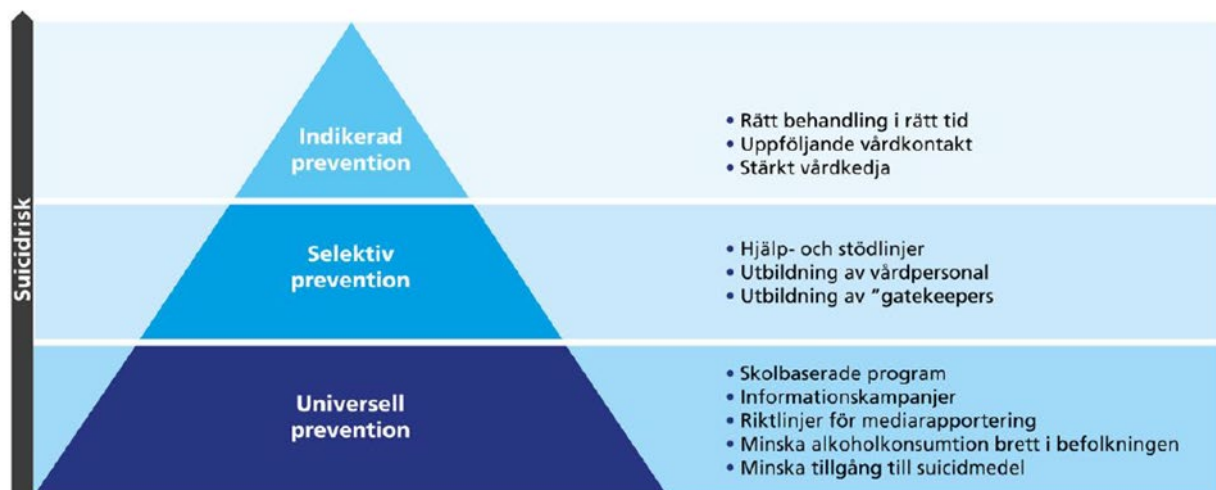 Suicidrisk
Indikerad
prevention
• Rätt behandling i rätt tid
• Uppföljande vårdkontakt
• Stärkt vårdkedja
Selektiv
prevention
• Hjälp- och stödlinjer
• Utbildning av vårdpersonal
• Utbildning av ”gatekeepers
Universell
prevention
• Skolbaserade program
• Informationskampanjer
• Riktlinjer för mediarapportering
• Minska alkoholkonsumtion brett i befolkningen
• Minska tillgång till suicidmedel